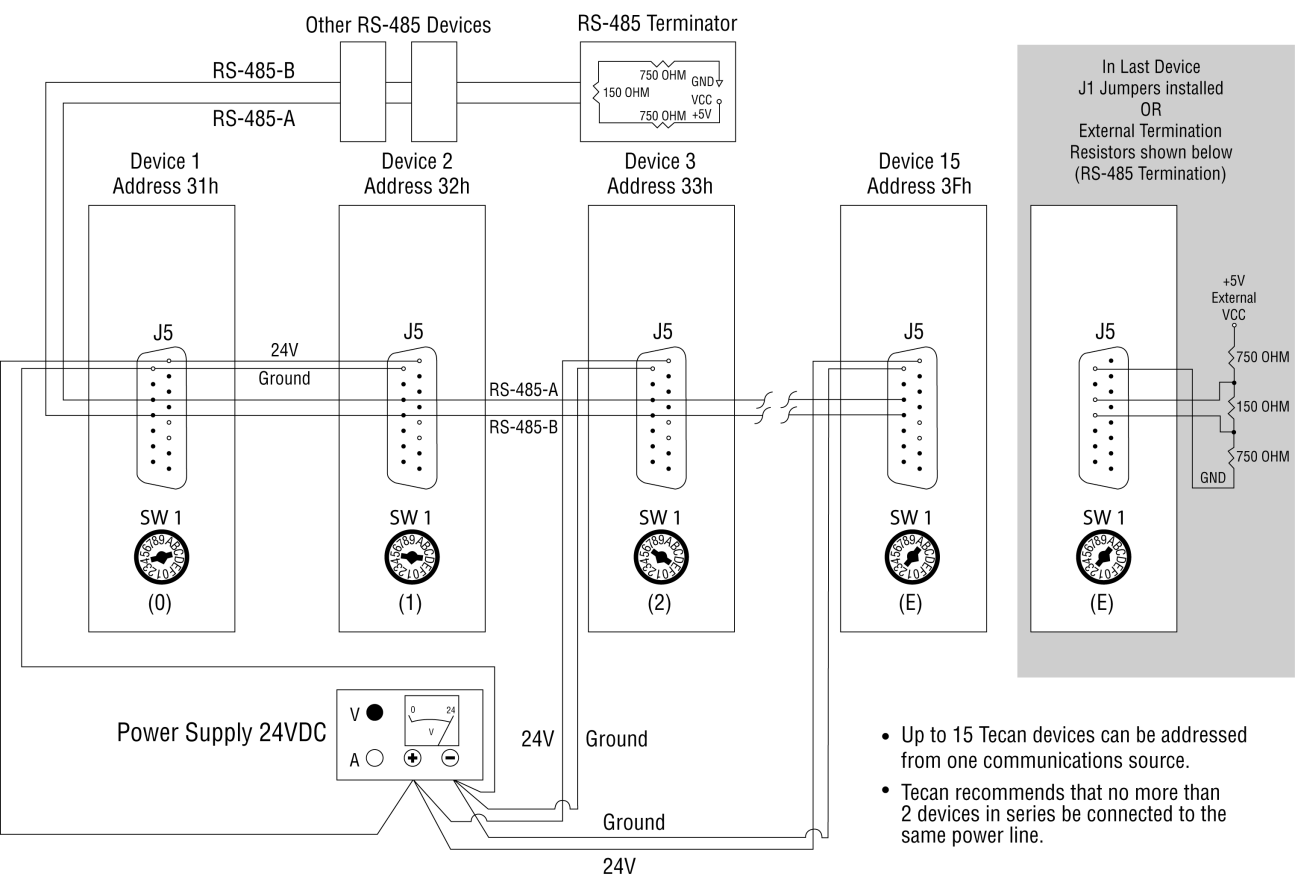 Other RS-485 Devices
RS-485 Terminator
RS-485-B
RS-485-A
750 OHM
GND
150 OHM
VCC
750 OHM
+5V
In Last Device
J1 Jumpers installed
OR
External Termination
Resistors shown below
(RS-485 Termination)
Device 1
Address 31h
Device 2
Address 32h
Device 3
Address 33h
Device 15
Address 3Fh
+5V
External
VCC
J5
J5
J5
J5
J5
24V
Ground
RS-485-A
RS-485-B
750 OHM
150 OHM
750 OHM
GND
SW 1
SW 1
SW 1
SW 1
SW 1
0123456789ABCDEF
0123456789ABCDEF
0123456789ABCDEF
0123456789ABCDEF
0123456789ABCDEF
(0)
(1)
(2)
(E)
(E)
Power Supply 24VDC
V
A
0
24
V
24V
Ground
Ground
24V
• Up to 15 Tecan devices can be addressed
from one communications source.
• Tecan recommends that no more than
2 devices in series be connected to the
same power line.